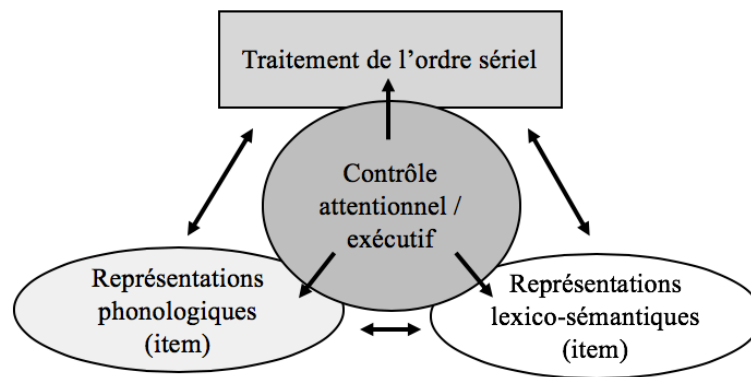 Traitement de l’ordre sériel
Contrôle
attentionnel /
exécutif
Représentations
phonologiques
(item)
Représentations
lexico-sémantiques
(item)